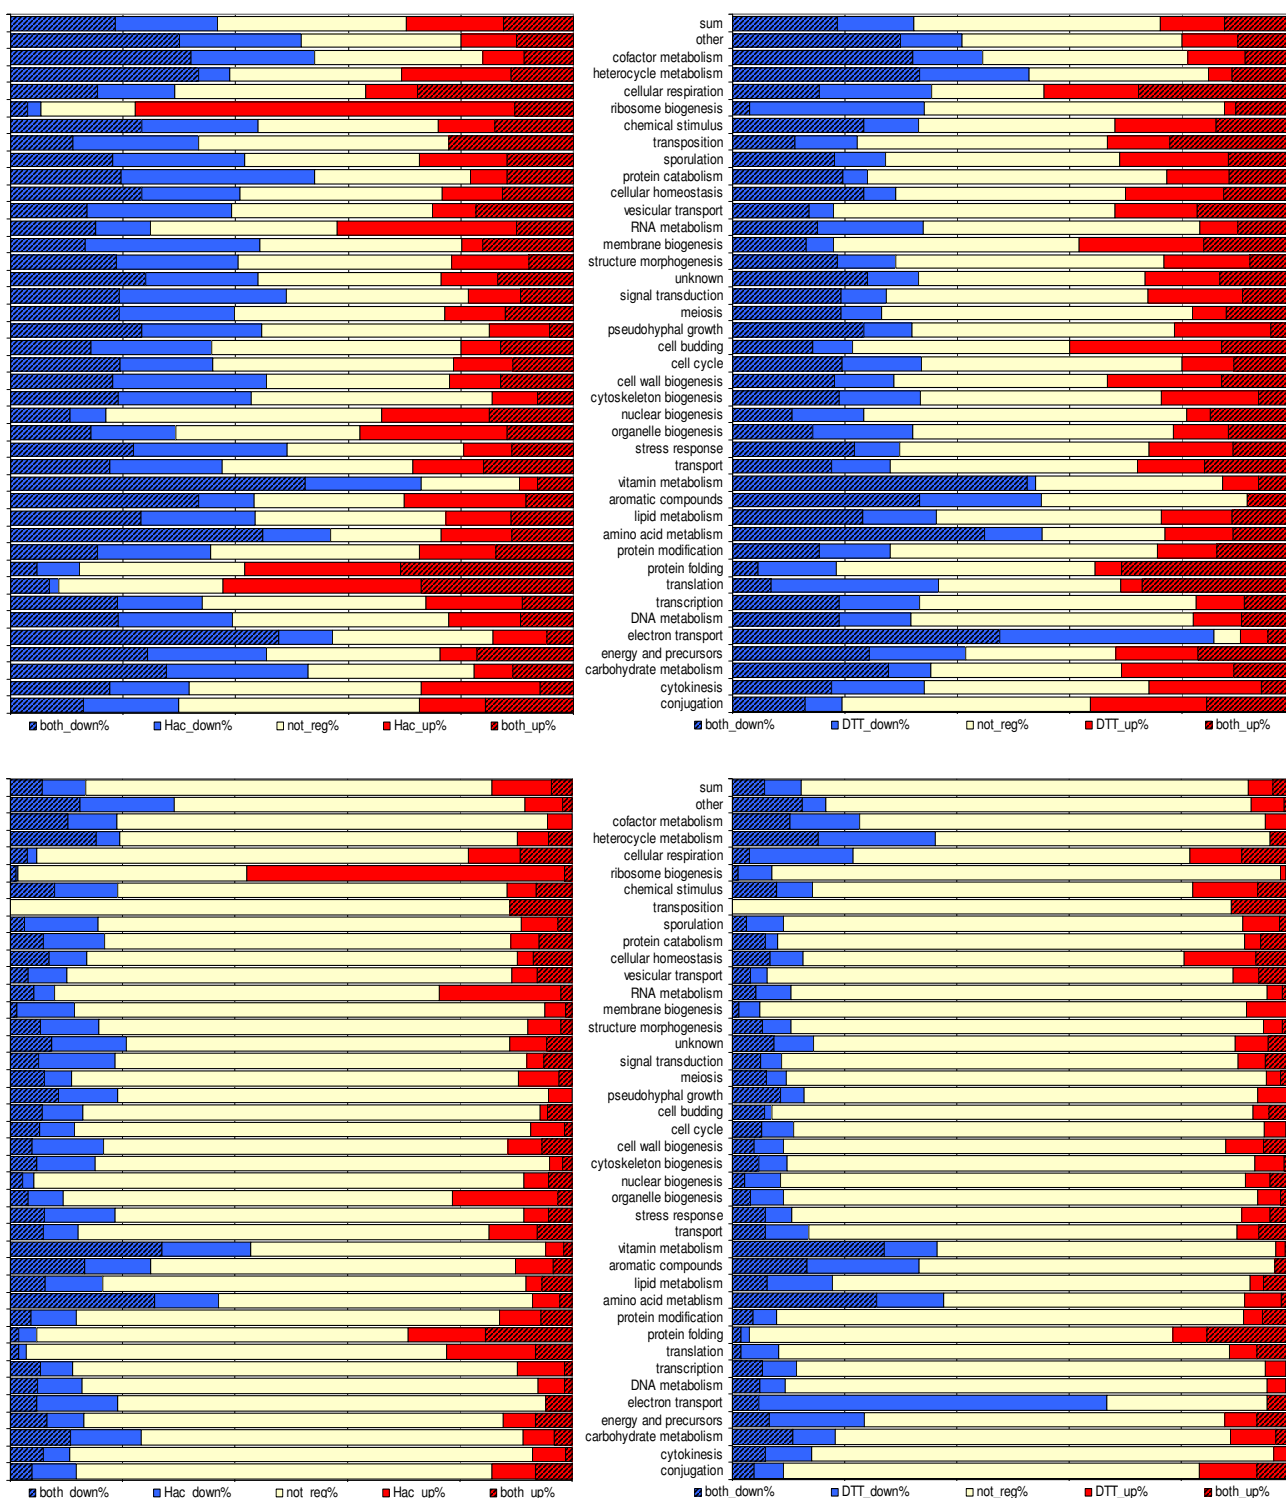 sum
other
cofactor metabolism
heterocycle metabolism
cellular respiration
ribosome biogenesis
chemical stimulus
transposition
sporulation
protein catabolism
cellular homeostasis
vesicular transport
RNA metabolism
membrane biogenesis
structure morphogenesis
unknown
signal transduction
meiosis
pseudohyphal growth
cell budding
cell cycle
cell wall biogenesis
cytoskeleton biogenesis
nuclear biogenesis
organelle biogenesis
stress response
transport
vitamin metabolism
aromatic compounds
lipid metabolism
amino acid metablism
protein modification
protein folding
translation
transcription
DNA metabolism
electron transport
energy and precursors
carbohydrate metabolism
cytokinesis
conjugation
both_down% Hac_down% not_reg% Hac_up% both_up%
both_down% DTT_down% not_reg% DTT_up% both_up%
sum
other
cofactor metabolism
heterocycle metabolism
cellular respiration
ribosome biogenesis
chemical stimulus
transposition
sporulation
protein catabolism
cellular homeostasis
vesicular transport
RNA metabolism
membrane biogenesis
structure morphogenesis
unknown
signal transduction
meiosis
pseudohyphal growth
cell budding
cell cycle
cell wall biogenesis
cytoskeleton biogenesis
nuclear biogenesis
organelle biogenesis
stress response
transport
vitamin metabolism
aromatic compounds
lipid metabolism
amino acid metablism
protein modification
protein folding
translation
transcription
DNA metabolism
electron transport
energy and precursors
carbohydrate metabolism
cytokinesis
conjugation
both_down% Hac_down% not_reg% Hac_up% both_up%
both_down% DTT_down% not_reg% DTT_up% both_up%